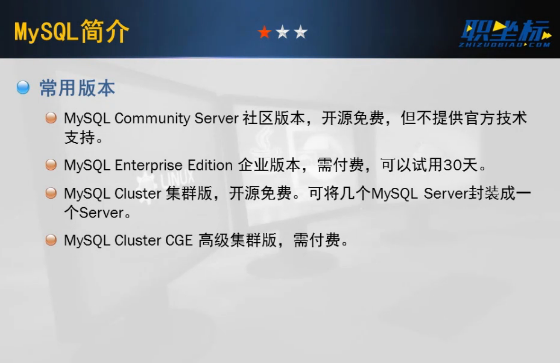 MySQL简介
职坐标
ZHIZUOBIAO.COM
常用版本
MySQL Community Server 社区版本，开源免费，但不提供官方技术
支持。
MySQL Enterprise Edition 企业版本，需付费，可以试用30天。
MySQL Cluster 集群版，开源免费。可将几个MySQL Server封装成一
个Server。
MySQL Cluster CGE 高级集群版，需付费。
LINUX